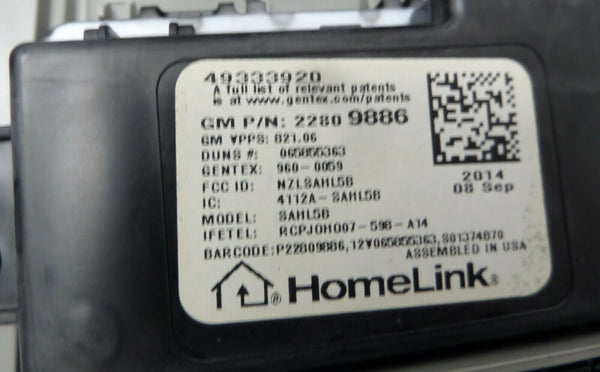 49333920
A full list of relevant patents
is at www.gentex.com/patents
GM P/N: 2280 9886
GM VPPS: 821.06
DUNS #: 065855363
GENTEX: 960-0059
FCC ID: NZLSAHL5B
IC: 4112A-SAHL5B
MODEL: SAHL5B
IFETEL: RCPJOHO07-598-A14
BARCODE:P22809886,12V065855363,S01374870
ASSEMBLED IN USA
2014
08 Sep
® HomeLink®